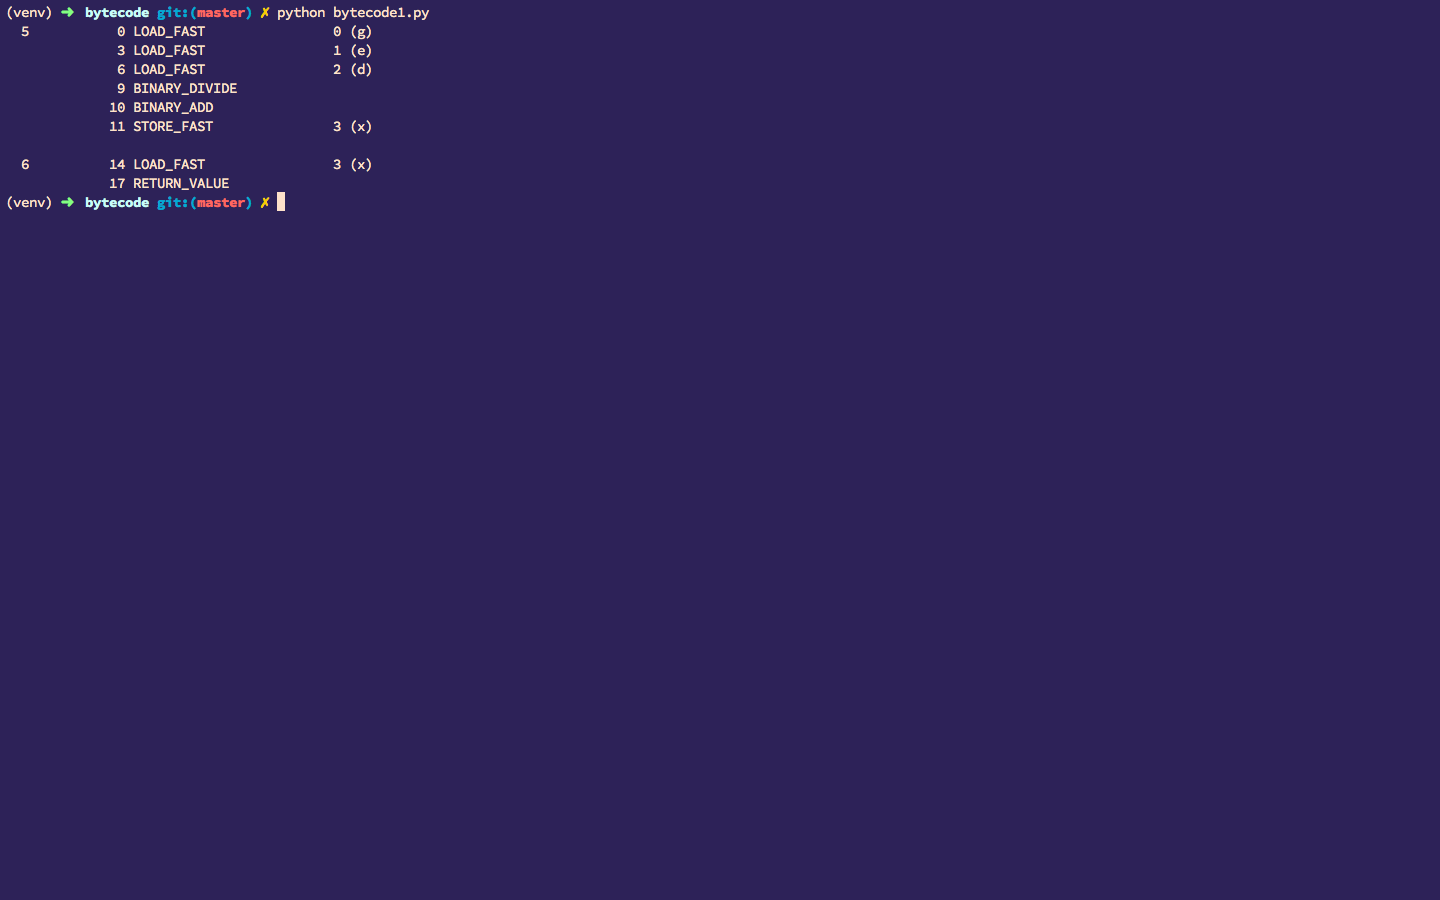 (venv) ➜ bytecode git:(master) ✗ python bytecode1.py
5 0 LOAD_FAST 0 (g)
3 LOAD_FAST 1 (e)
6 LOAD_FAST 2 (d)
9 BINARY_DIVIDE
10 BINARY_ADD
11 STORE_FAST 3 (x)
6 14 LOAD_FAST 3 (x)
17 RETURN_VALUE
(venv) ➜ bytecode git:(master) ✗